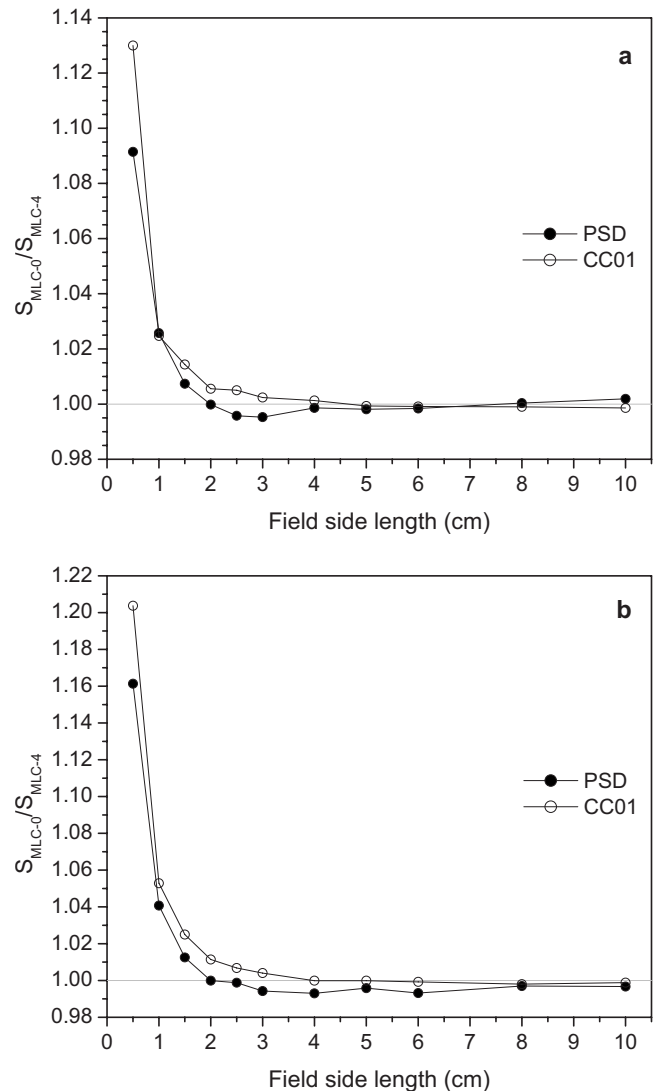 1.14
1.12
1.10
1.08
1.06
1.04
1.02
1.00
0.98
S_MLC-0/S_MLC-4
a
PSD
CC01
0 1 2 3 4 5 6 7 8 9 10
Field side length (cm)
1.22
1.20
1.18
1.16
1.14
1.12
1.10
1.08
1.06
1.04
1.02
1.00
0.98
S_MLC-0/S_MLC-4
b
PSD
CC01
0 1 2 3 4 5 6 7 8 9 10
Field side length (cm)